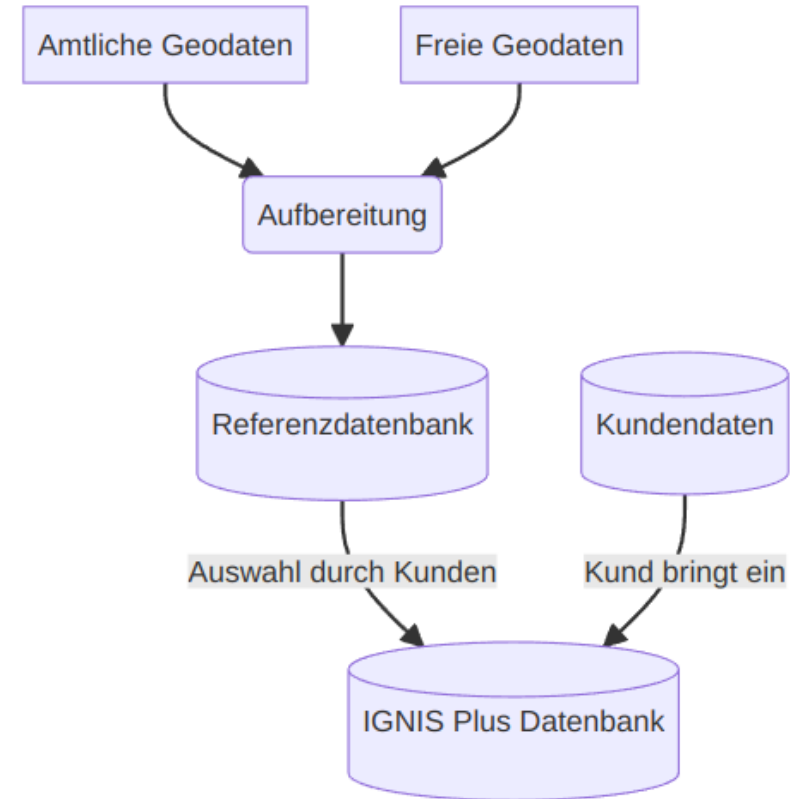 Amtliche Geodaten
Freie Geodaten
Aufbereitung
Referenzdatenbank
Kundendaten
Auswahl durch Kunden
Kund bringt ein
IGNIS Plus Datenbank